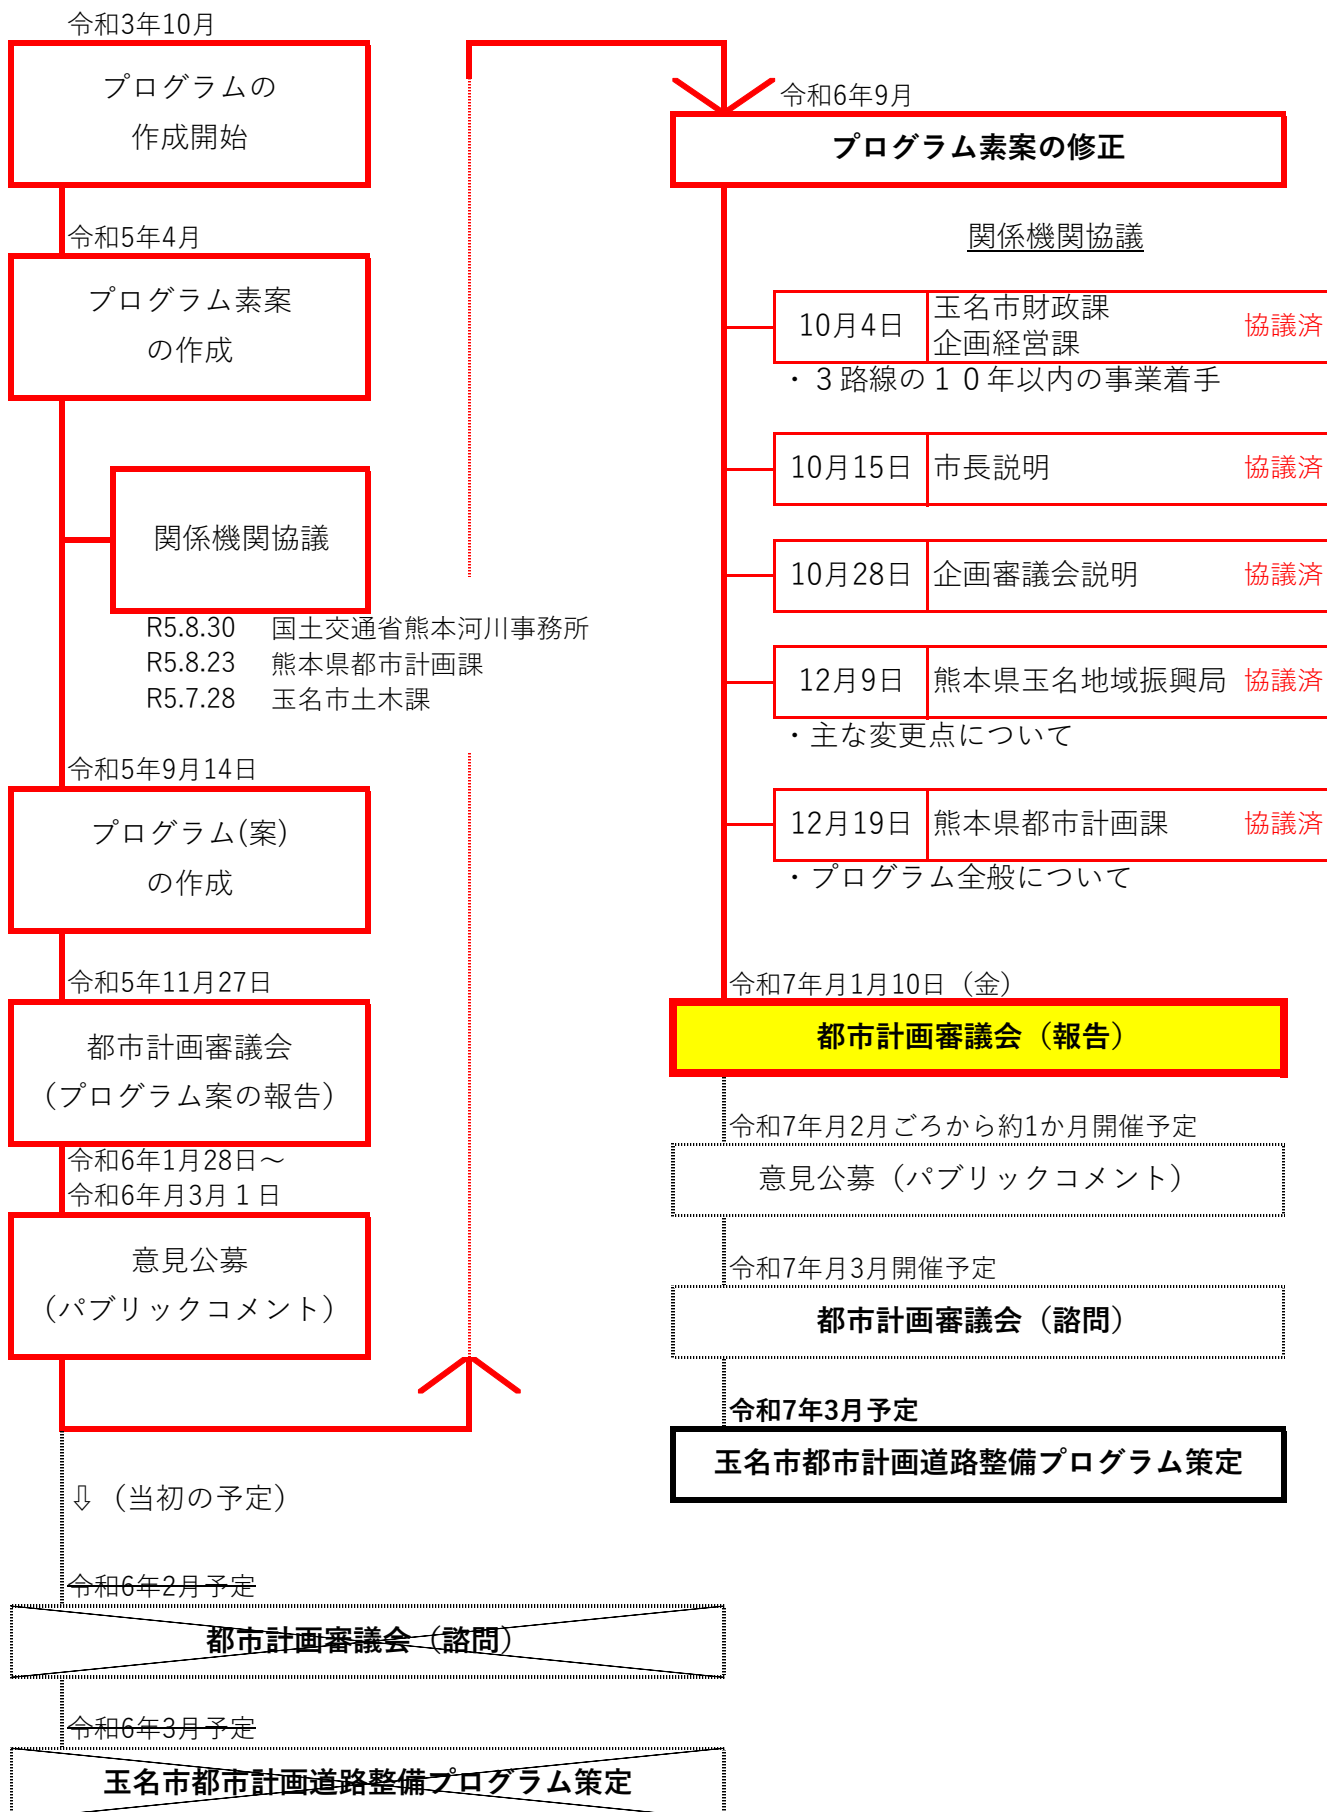 令和3年10月
プログラムの
作成開始
令和5年4月
プログラム素案
の作成
関係機関協議
R5.8.30 国土交通省熊本河川事務所
R5.8.23 熊本県都市計画課
R5.7.28 玉名市土木課
令和5年9月14日
プログラム(案)
の作成
令和5年11月27日
都市計画審議会
（プログラム案の報告）
令和6年1月28日～
令和6年月3月１日
意見公募
（パブリックコメント）
⇩（当初の予定）
令和6年2月予定
都市計画審議会（諮問）
令和6年3月予定
玉名市都市計画道路整備プログラム策定
令和6年9月
プログラム素案の修正
関係機関協議
10月4日 玉名市財政課 協議済
企画経営課
・３路線の１０年以内の事業着手
10月15日 市長説明 協議済
10月28日 企画審議会説明 協議済
12月9日 熊本県玉名地域振興局 協議済
・主な変更点について
12月19日 熊本県都市計画課 協議済
・プログラム全般について
令和7年月1月10日（金）
都市計画審議会（報告）
令和7年月2月ごろから約1か月開催予定
意見公募（パブリックコメント）
令和7年月3月開催予定
都市計画審議会（諮問）
令和7年3月予定
玉名市都市計画道路整備プログラム策定